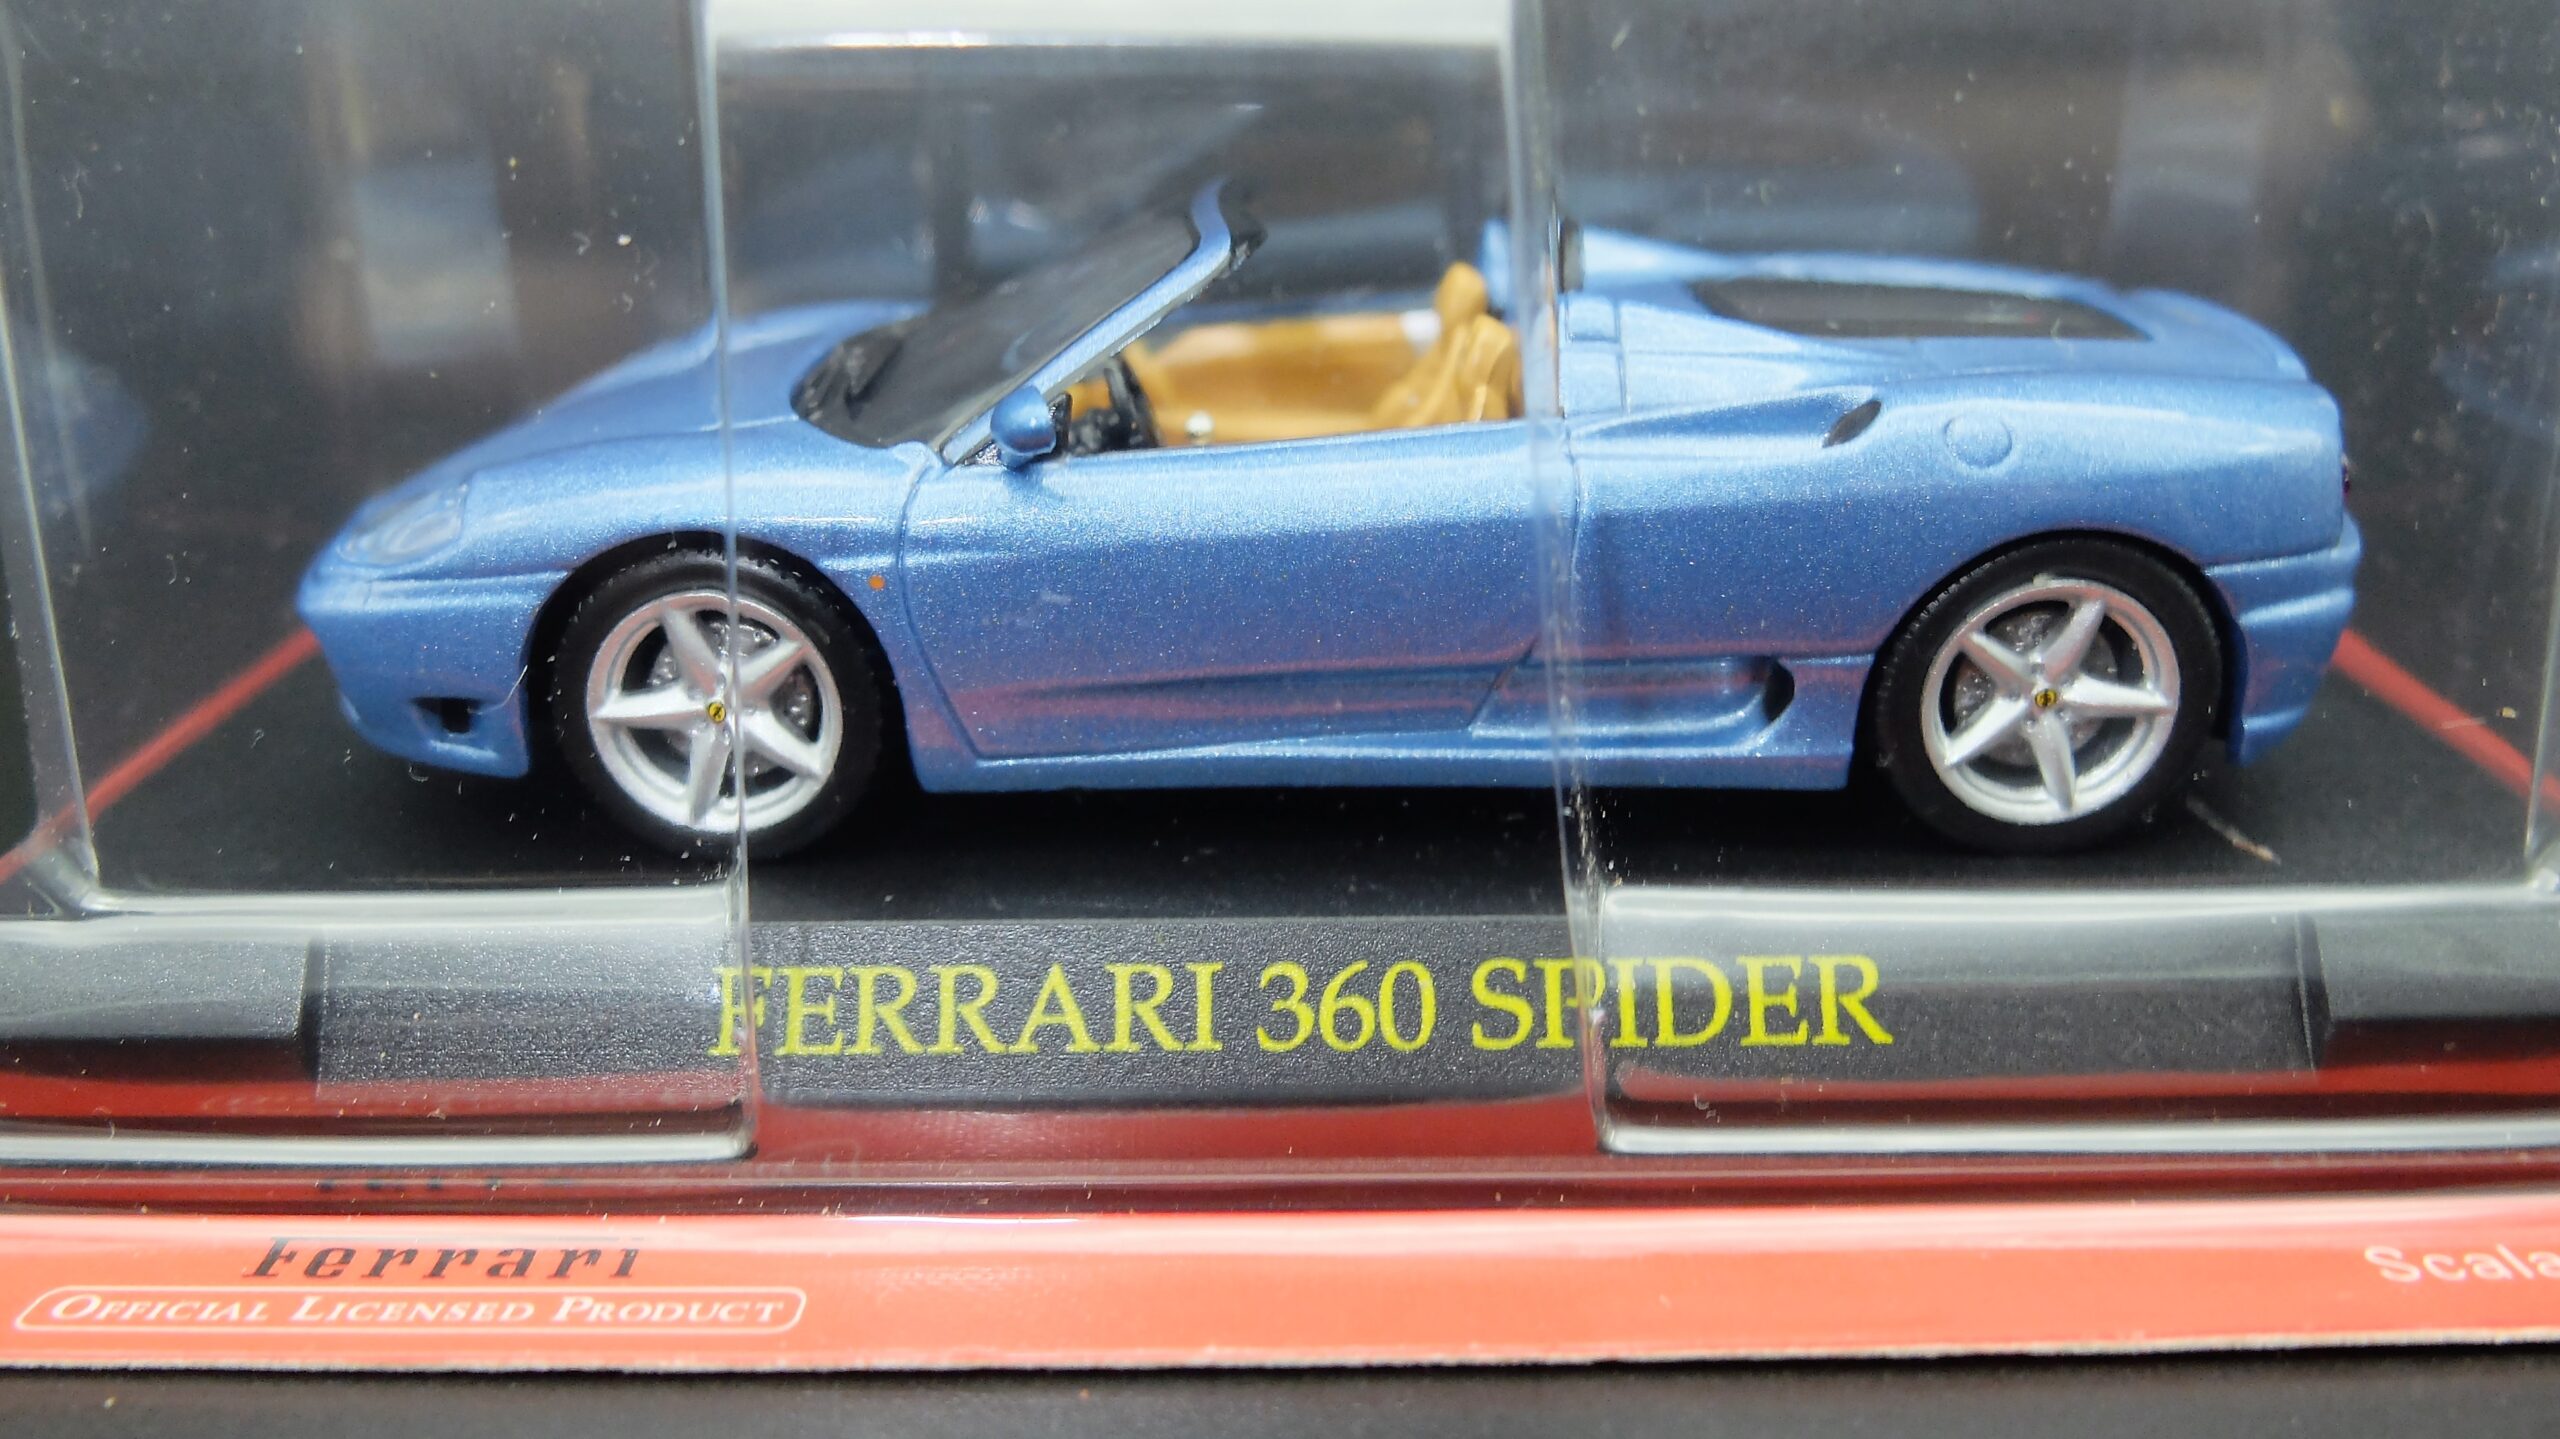 FERRARI 360 SPIDER
Ferrari
OFFICIAL LICENSED PRODUCT
Scala